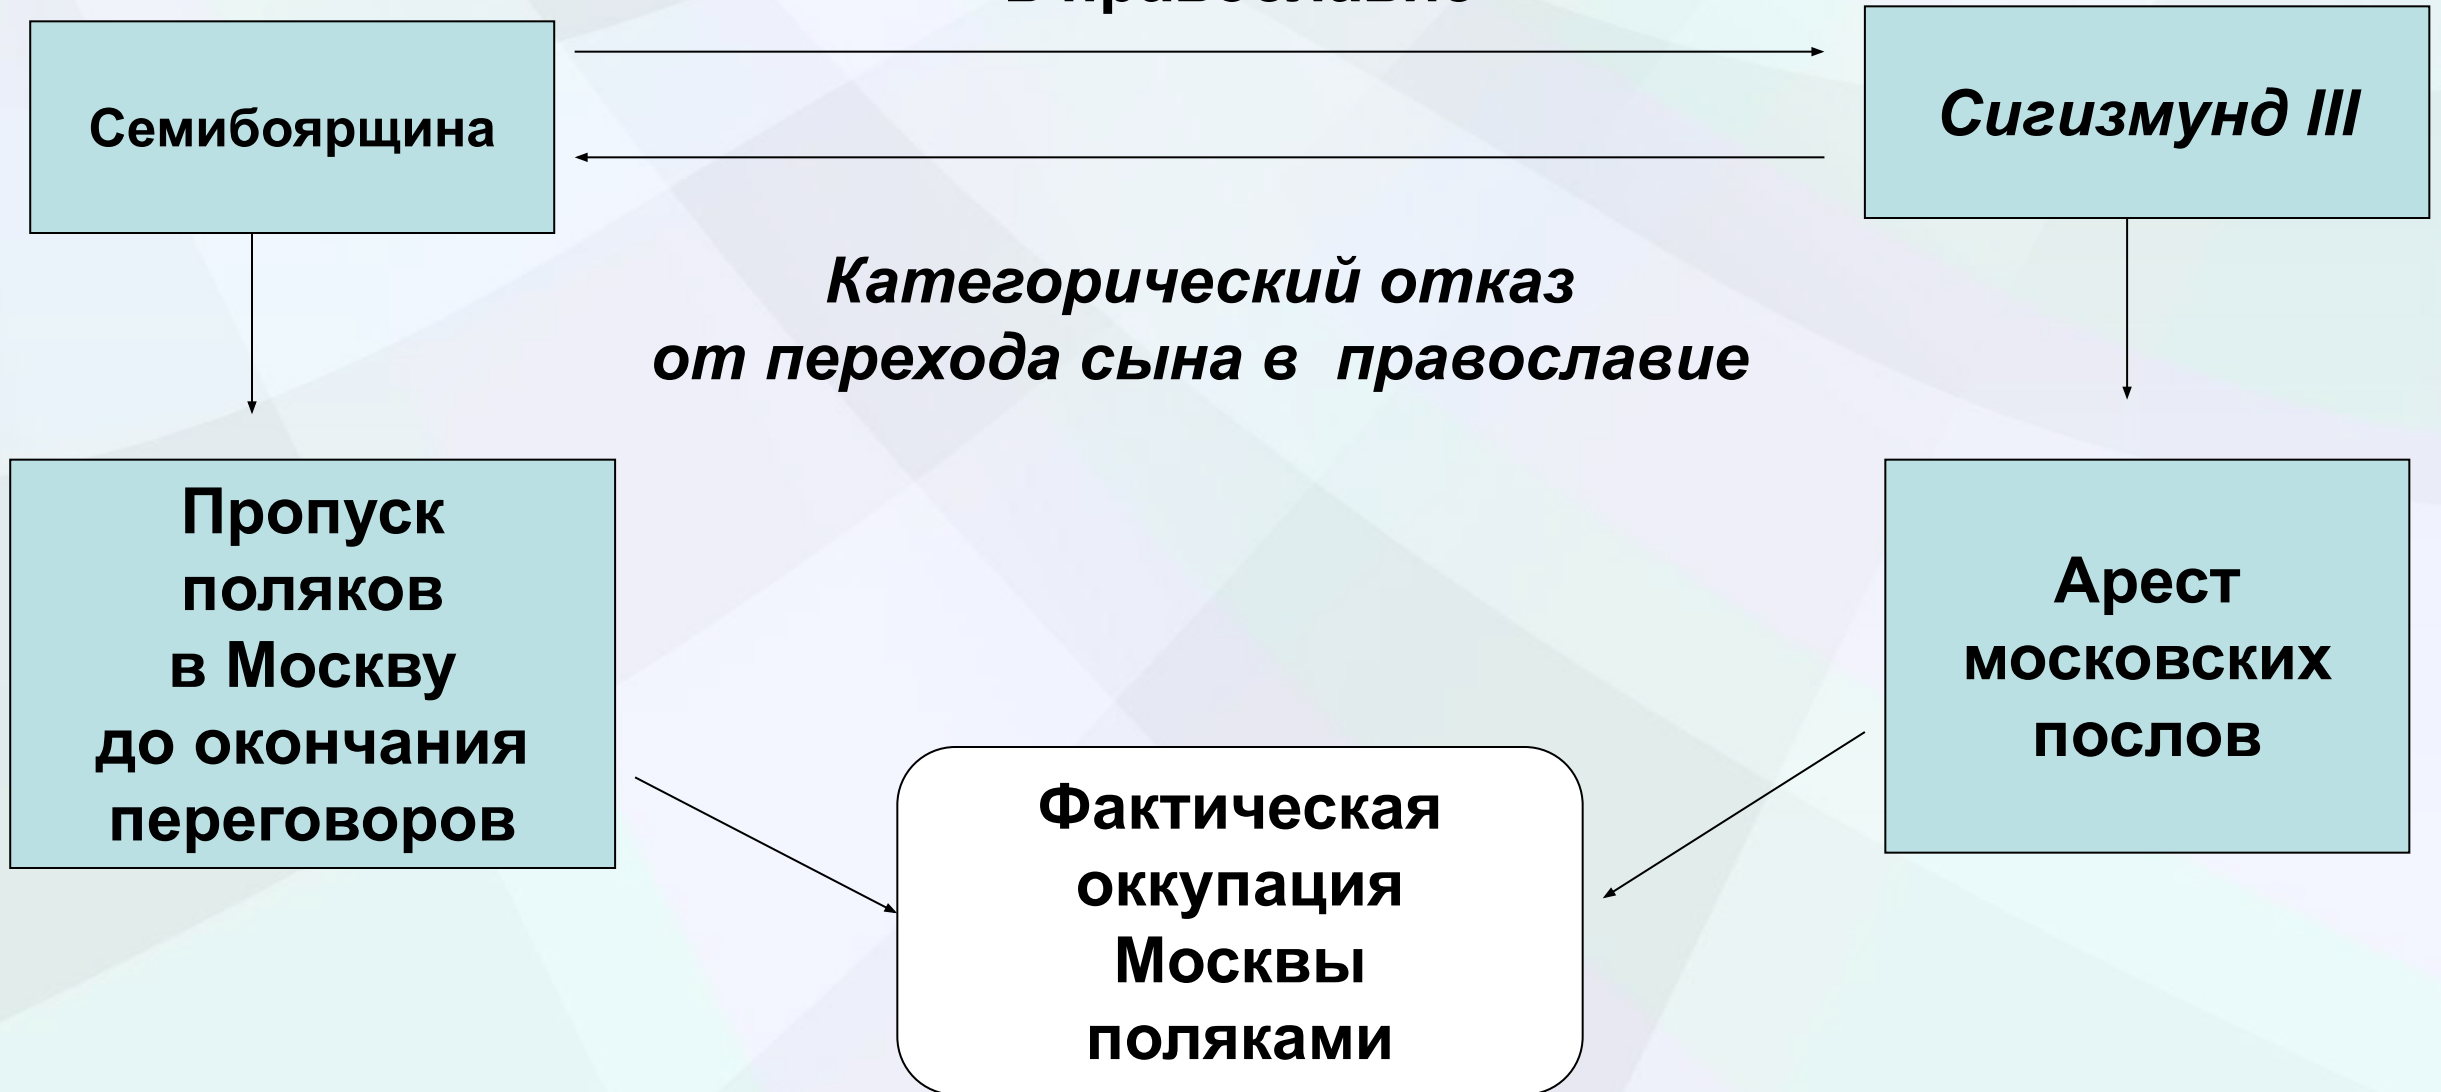 в православие
Семибоярщина
Сигизмунд III
Категорический отказ
от перехода сына в православие
Пропуск
поляков
в Москву
до окончания
переговоров
Арест
московских
послов
Фактическая
оккупация
Москвы
поляками